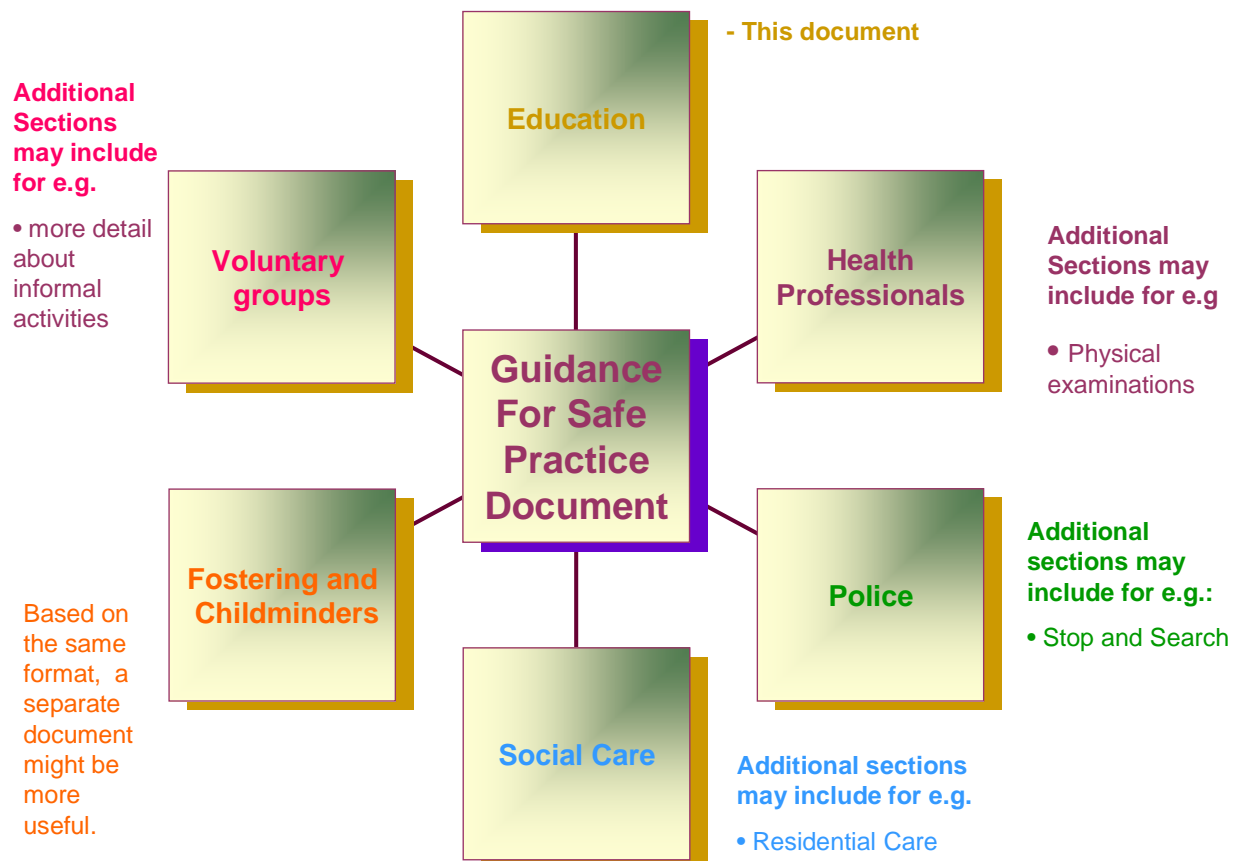 - This document
Education
Additional
Sections
may include
for e.g.
• more detail
about
informal
activities
Voluntary
groups
Health
Professionals
Additional
Sections may
include for e.g
• Physical
examinations
Guidance
For Safe
Practice
Document
Fostering and
Childminders
Based on
the same
format, a
separate
document
might be
more
useful.
Police
Additional
sections may
include for e.g.:
• Stop and Search
Social Care
Additional sections
may include for e.g.
• Residential Care